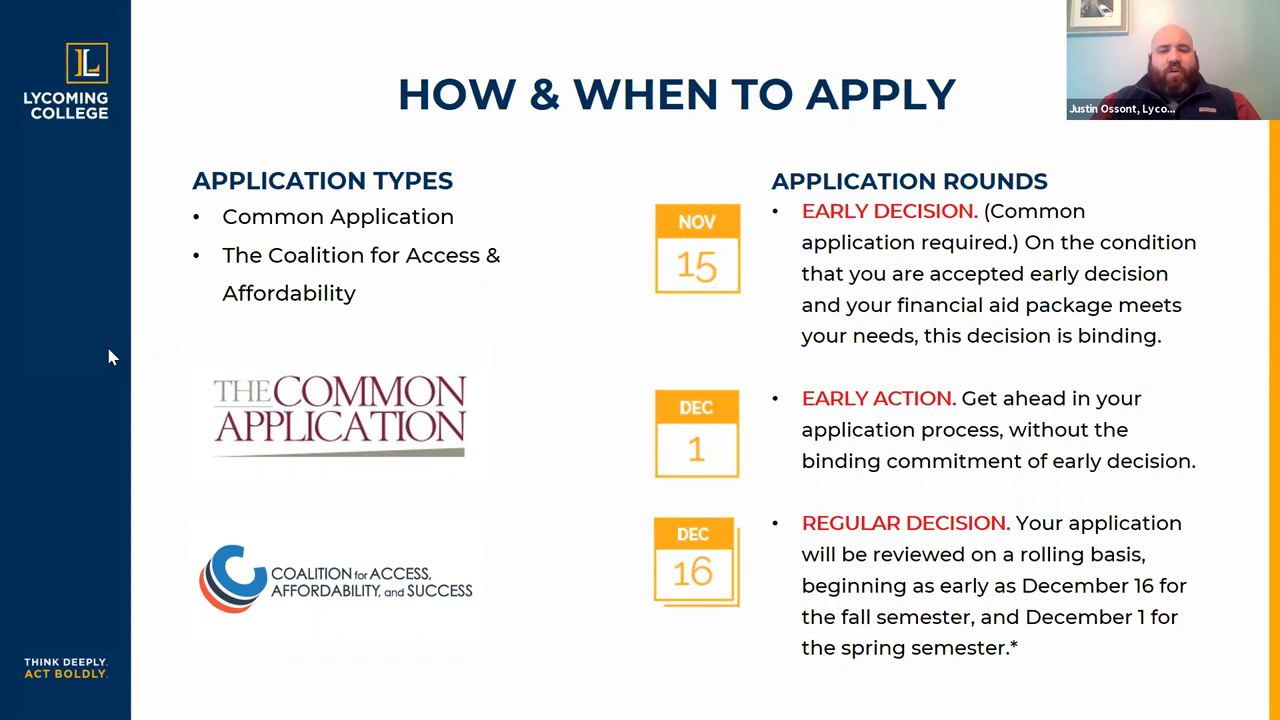 LYCOMING
COLLEGE
HOW & WHEN TO APPLY
Justin Ossont, Lyco...
APPLICATION TYPES
• Common Application
• The Coalition for Access &
Affordability
THE COMMON
APPLICATION
COALITION for ACCESS,
AFFORDABILITY, and SUCCESS
APPLICATION ROUNDS
NOV
15
• EARLY DECISION. (Common
application required.) On the condition
that you are accepted early decision
and your financial aid package meets
your needs, this decision is binding.
DEC
1
• EARLY ACTION. Get ahead in your
application process, without the
binding commitment of early decision.
DEC
16
• REGULAR DECISION. Your application
will be reviewed on a rolling basis,
beginning as early as December 16 for
the fall semester, and December 1 for
the spring semester.*
THINK DEEPLY.
ACT BOLDLY.